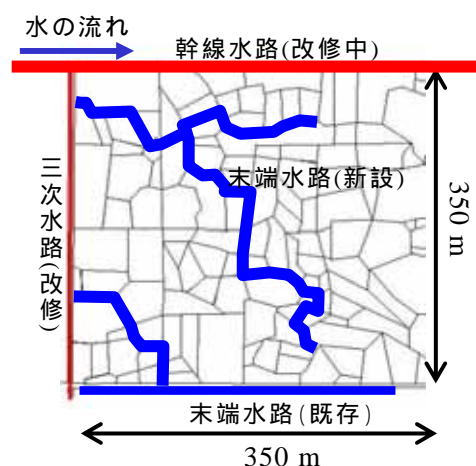 水の流れ
幹線水路(改修中)
三次水路(改修)
末端水路(新設)
350 m
末端水路(既存)
350 m